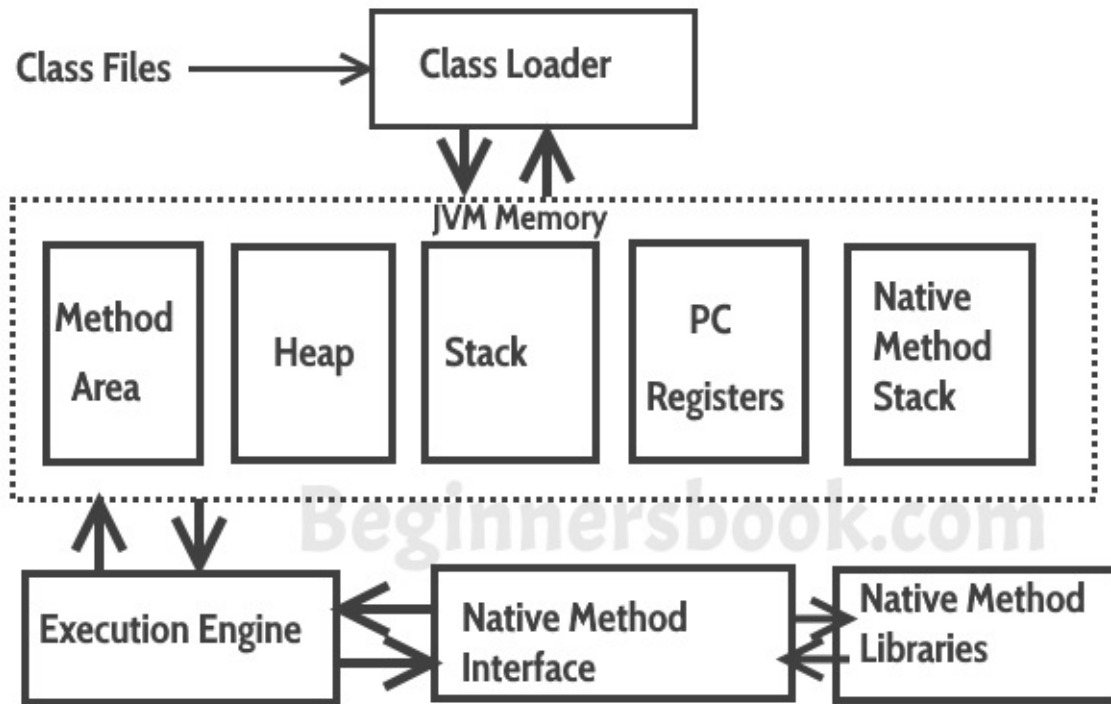 Class Files
Class Loader
JVM Memory
Method
Area
Heap
Stack
PC
Registers
Native
Method
Stack
Beginnersbook.com
Execution Engine
Native Method
Interface
Native Method
Libraries